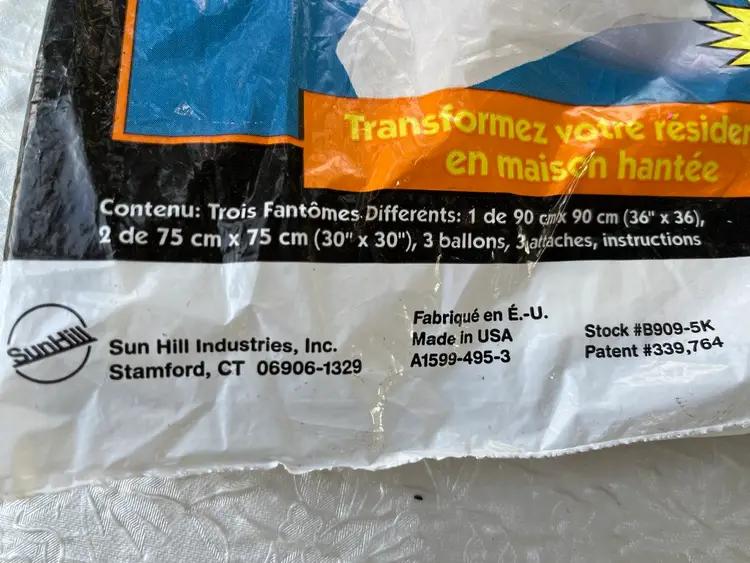 Transformez votre résiden
en maison hantée
Contenu: Trois Fantômes Differents: 1 de 90 cm x 90 cm (36" x 36),
2 de 75 cm x 75 cm (30" x 30"), 3 ballons, 3 attaches, instructions
SunHill
Sun Hill Industries, Inc.
Stamford, CT 06906-1329
Fabriqué en É.-U.
Made in USA
A1599-495-3
Stock #B909-5K
Patent #339,764